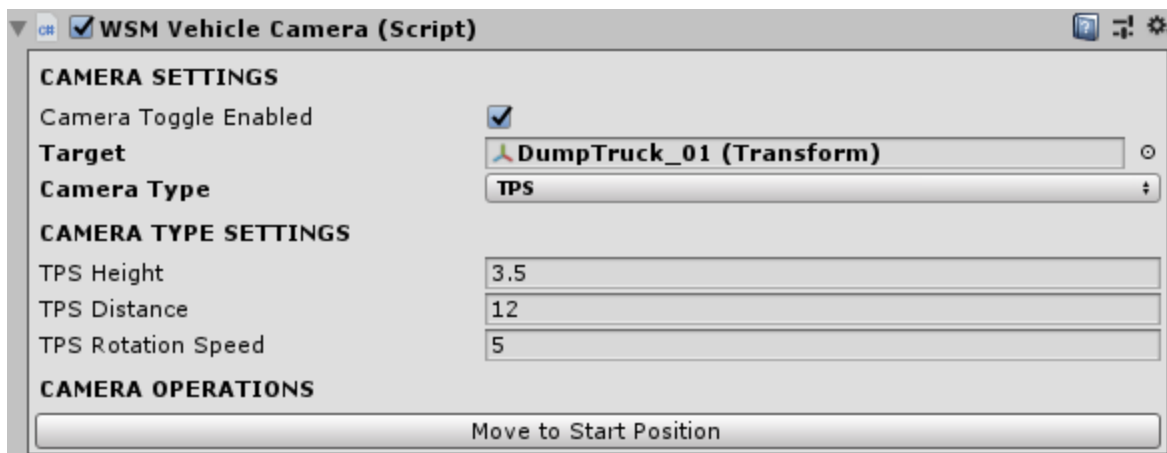 WSM Vehicle Camera (Script)
CAMERA SETTINGS
Camera Toggle Enabled
Target DumpTruck_01 (Transform)
Camera Type TPS
CAMERA TYPE SETTINGS
TPS Height 3.5
TPS Distance 12
TPS Rotation Speed 5
CAMERA OPERATIONS
Move to Start Position